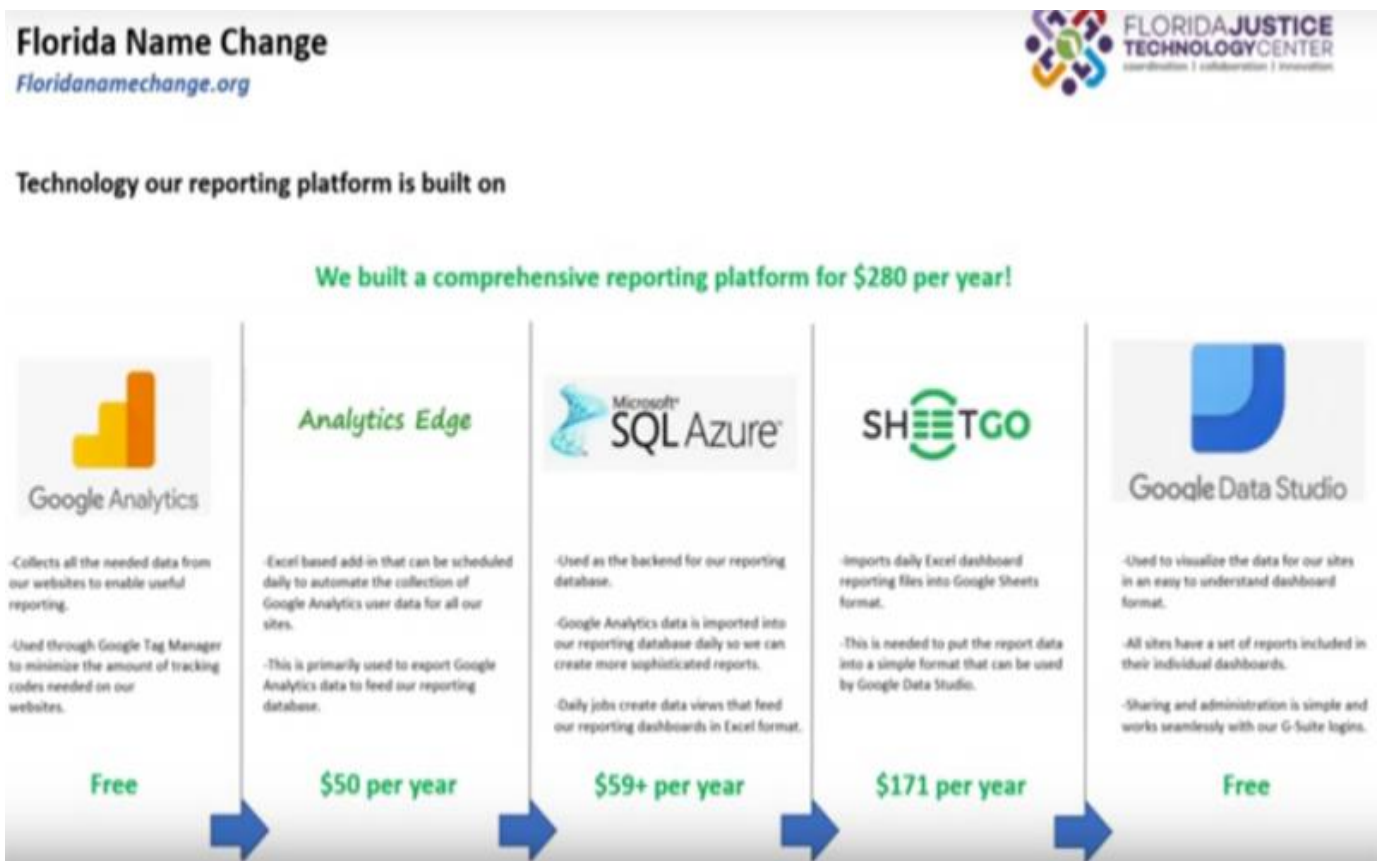 Florida Name Change
Floridanamechange.org
FLORIDAJUSTICE
TECHNOLOGYCENTER
coordination | collaboration | innovation
Technology our reporting platform is built on
We built a comprehensive reporting platform for $280 per year!
Google Analytics
-Collects all the needed data from
our websites to enable useful
reporting.
-Used through Google Tag Manager
to minimize the amount of tracking
codes needed on our
websites.
Free
Analytics Edge
-Excel based add-in that can be scheduled
daily to automate the collection of
Google Analytics user data for all our
sites.
-This is primarily used to export Google
Analytics data to feed our reporting
database.
$50 per year
Microsoft®
SQL Azure™
-Used as the backend for our reporting
database.
-Google Analytics data is imported into
our reporting database daily so we can
create more sophisticated reports.
-Daily jobs create data views that feed
our reporting dashboards in Excel format.
$59+ per year
SHEETGO
-Imports daily Excel dashboard
reporting files into Google Sheets
format.
-This is needed to put the report data
into a simple format that can be used
by Google Data Studio.
$171 per year
Google Data Studio
-Used to visualize the data for our sites
in an easy to understand dashboard
format.
-All sites have a set of reports included in
their individual dashboards.
-Sharing and administration is simple and
works seamlessly with our G-Suite logins.
Free